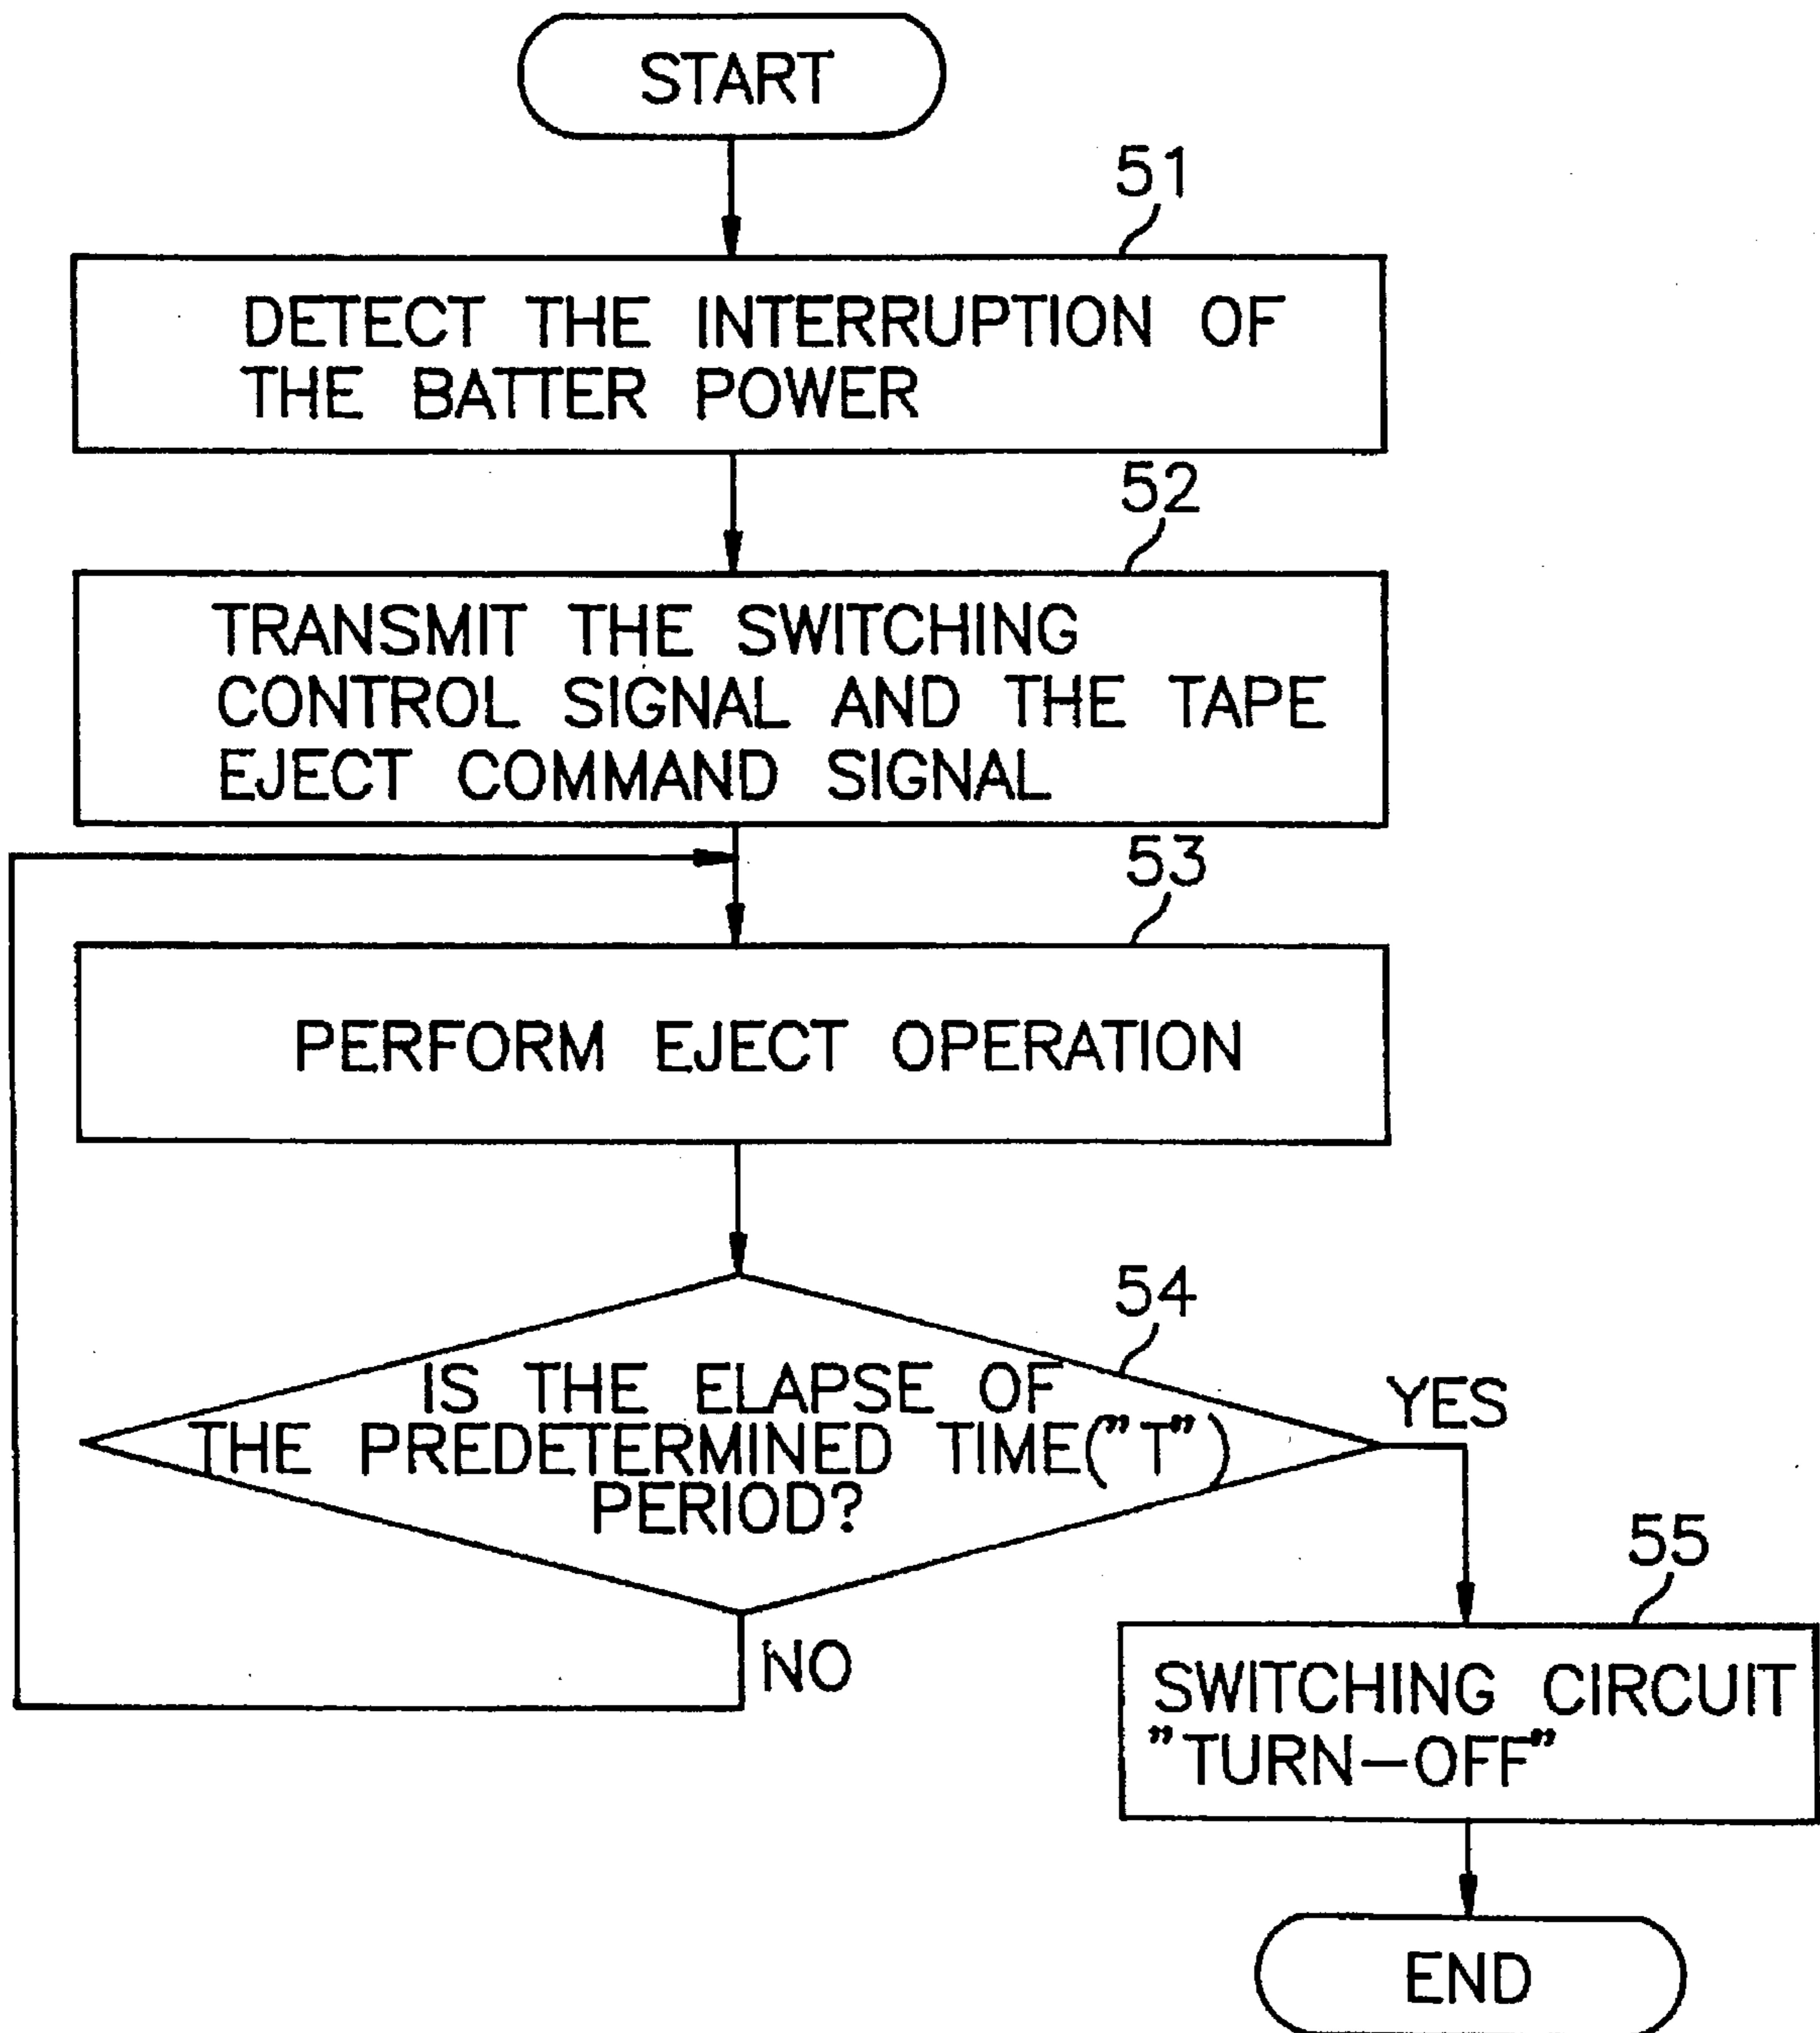 START
51
DETECT THE INTERRUPTION OF
THE BATTER POWER
52
TRANSMIT THE SWITCHING
CONTROL SIGNAL AND THE TAPE
EJECT COMMAND SIGNAL
53
PERFORM EJECT OPERATION
54
IS THE ELAPSE OF
THE PREDETERMINED TIME("T")
PERIOD?
YES
NO
55
SWITCHING CIRCUIT
"TURN-OFF"
END